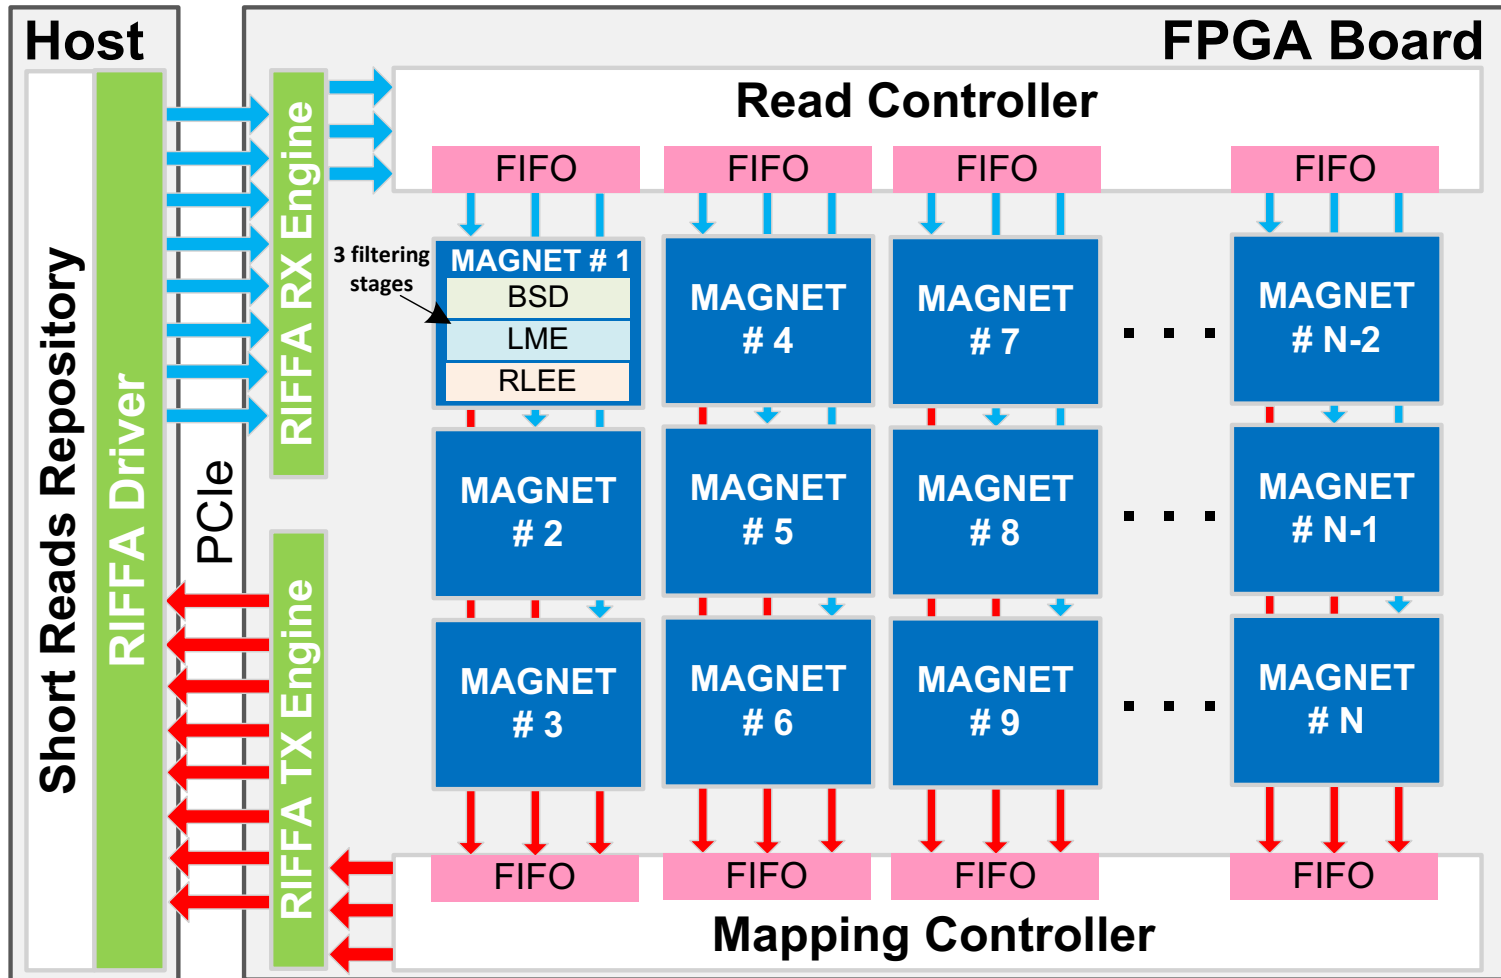 Host
FPGA Board
Short Reads Repository
RIFFA Driver
PCIe
RIFFA RX Engine
RIFFA TX Engine
Read Controller
FIFO
FIFO
FIFO
FIFO
3 filtering
stages
MAGNET # 1
BSD
LME
RLEE
MAGNET
# 4
MAGNET
# 7
. . .
MAGNET
# N-2
MAGNET
# 2
MAGNET
# 5
MAGNET
# 8
. . .
MAGNET
# N-1
MAGNET
# 3
MAGNET
# 6
MAGNET
# 9
. . .
MAGNET
# N
FIFO
FIFO
FIFO
FIFO
Mapping Controller